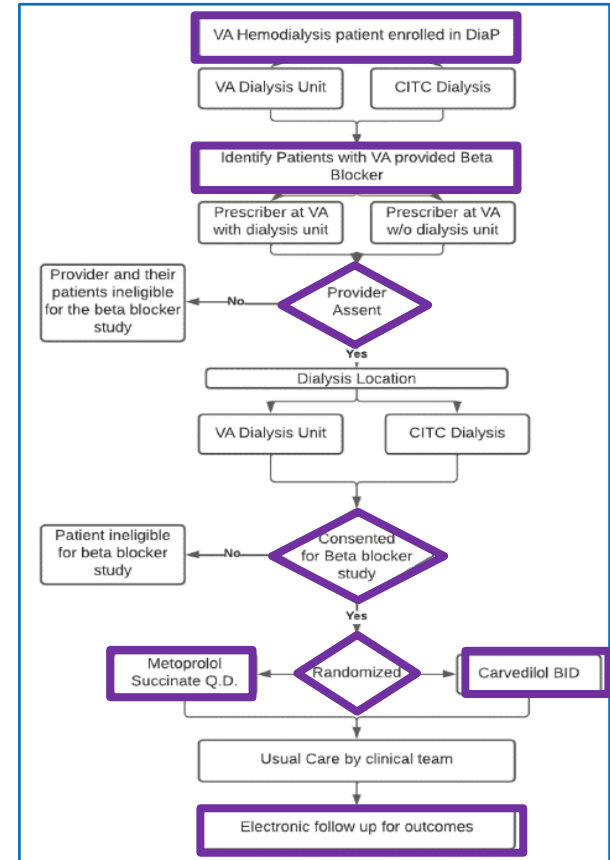 VA Hemodialysis patient enrolled in DiaP
VA Dialysis Unit
CITC Dialysis
Identify Patients with VA provided Beta
Blocker
Prescriber at VA
with dialysis unit
Prescriber at VA
w/o dialysis unit
Provider and their
patients ineligible
for the beta blocker
study
No
Provider
Assent
Yes
Dialysis Location
VA Dialysis Unit
CITC Dialysis
Patient ineligible
for beta blocker
study
No
Consented
for Beta blocker
study
Yes
Metoprolol
Succinate Q.D.
Randomized
Carvedilol BID
Usual Care by clinical team
Electronic follow up for outcomes